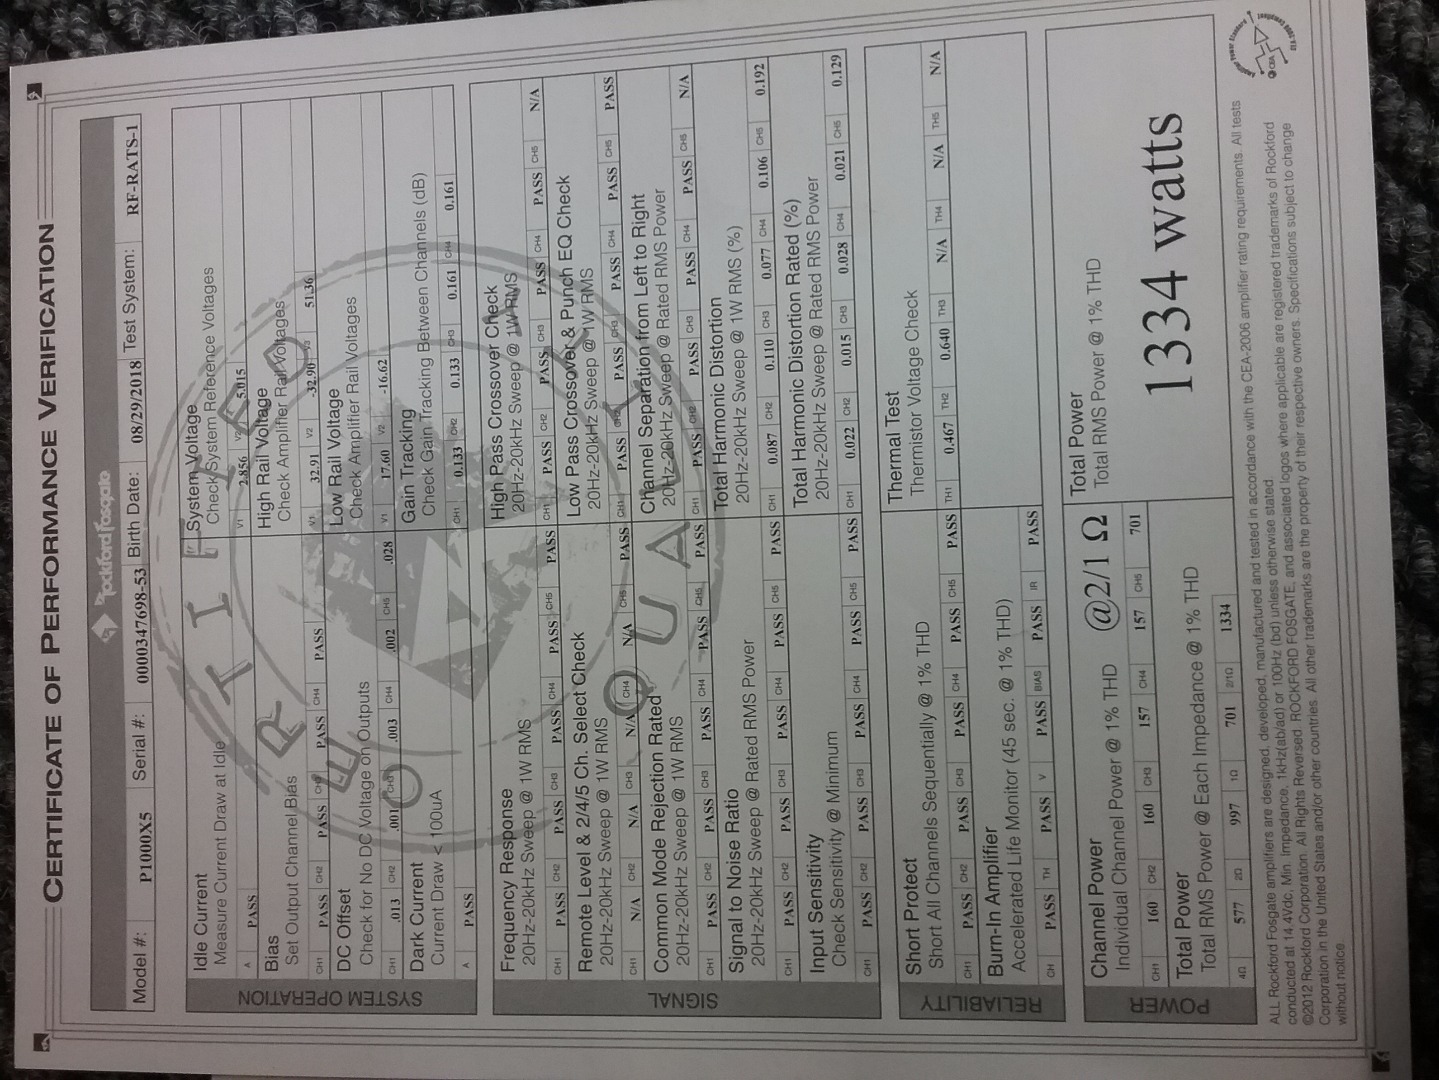 CERTIFICATE OF PERFORMANCE VERIFICATION
Rockford Fosgate
Model #: P1000X5 Serial #: 0000347698-53 Birth Date: 08/29/2018 Test System: RF-RATS-1
SYSTEM OPERATION
Idle Current
Measure Current Draw at Idle
A PASS
Bias
Set Output Channel Bias
CH1 PASS CH2 PASS CH3 PASS CH4 PASS
DC Offset
Check for No DC Voltage on Outputs
CH1 .013 CH2 .001 CH3 .003 CH4 .002 CH5 .028
Dark Current
Current Draw < 100uA
A PASS
System Voltage
Check System Reference Voltages
V1 2.856 V2 5.015
High Rail Voltage
Check Amplifier Rail Voltages
V1 32.91 V2 -32.90 V3 51.36
Low Rail Voltage
Check Amplifier Rail Voltages
V1 17.60 V2 -16.62
Gain Tracking
Check Gain Tracking Between Channels (dB)
CH1 0.133 CH2 0.133 CH3 0.161 CH4 0.161
SIGNAL
Frequency Response
20Hz-20kHz Sweep @ 1W RMS
CH1 PASS CH2 PASS CH3 PASS CH4 PASS CH5 PASS
Remote Level & 2/4/5 Ch. Select Check
20Hz-20kHz Sweep @ 1W RMS
CH1 N/A CH2 N/A CH3 N/A CH4 N/A CH5 PASS
Common Mode Rejection Rated
20Hz-20kHz Sweep @ 1W RMS
CH1 PASS CH2 PASS CH3 PASS CH4 PASS CH5 PASS
Signal to Noise Ratio
20Hz-20kHz Sweep @ Rated RMS Power
CH1 PASS CH2 PASS CH3 PASS CH4 PASS CH5 PASS
Input Sensitivity
Check Sensitivity @ Minimum
CH1 PASS CH2 PASS CH3 PASS CH4 PASS CH5 PASS
High Pass Crossover Check
20Hz-20kHz Sweep @ 1W RMS
CH1 PASS CH2 PASS CH3 PASS CH4 PASS CH5 N/A
Low Pass Crossover & Punch EQ Check
20Hz-20kHz Sweep @ 1W RMS
CH1 PASS CH2 PASS CH3 PASS CH4 PASS CH5 PASS
Channel Separation from Left to Right
20Hz-20kHz Sweep @ Rated RMS Power
PASS CH2 PASS CH3 PASS CH4 PASS CH5 N/A
Total Harmonic Distortion
20Hz-20kHz Sweep @ 1W RMS (%)
CH1 0.087 CH2 0.110 CH3 0.077 CH4 0.106 CH5 0.192
Total Harmonic Distortion Rated (%)
20Hz-20kHz Sweep @ Rated RMS Power
CH1 0.022 CH2 0.015 CH3 0.028 CH4 0.021 CH5 0.129
RELIABILITY
Short Protect
Short All Channels Sequentially @ 1% THD
CH1 PASS CH2 PASS CH3 PASS CH4 PASS CH5 PASS
Burn-In Amplifier
Accelerated Life Monitor (45 sec. @ 1% THD)
CH PASS TH PASS V PASS BIAS PASS IR PASS
Thermal Test
Thermistor Voltage Check
TH1 0.467 TH2 0.640 TH3 N/A TH4 N/A TH5 N/A
POWER
Channel Power
Individual Channel Power @ 1% THD @2/1 Ω
CH1 160 CH2 160 CH3 157 CH4 157 CH5 701
Total Power
Total RMS Power @ Each Impedance @ 1% THD
4Ω 577 2Ω 997 1Ω 701 2/1Ω 1334
Total Power
Total RMS Power @ 1% THD
1334 watts
CERTIFIED QUALITY
ALL Rockford Fosgate amplifiers are designed, developed, manufactured and tested in accordance with the CEA-2006 amplifier rating requirements. All tests
conducted at 14.4Vdc, Min. Impedance, 1kHz(ab/ad) or 100Hz (bd) unless otherwise stated.
©2012 Rockford Corporation. All Rights Reversed. ROCKFORD FOSGATE, and associated logos where applicable are registered trademarks of Rockford
Corporation in the United States and/or other countries. All other trademarks are the property of their respective owners. Specifications subject to change
without notice.